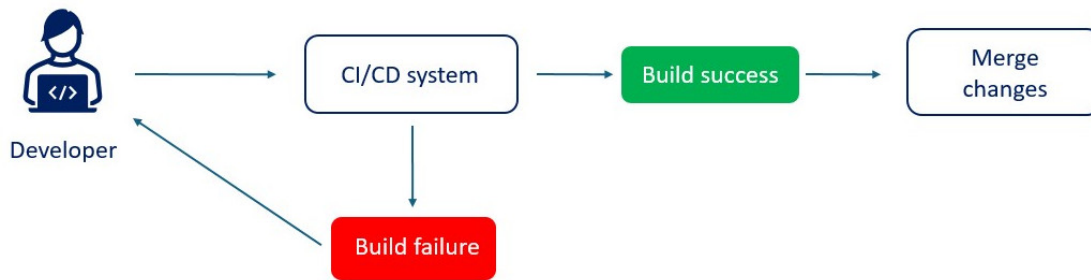 </>
Developer
CI/CD system
Build success
Merge
changes
Build failure